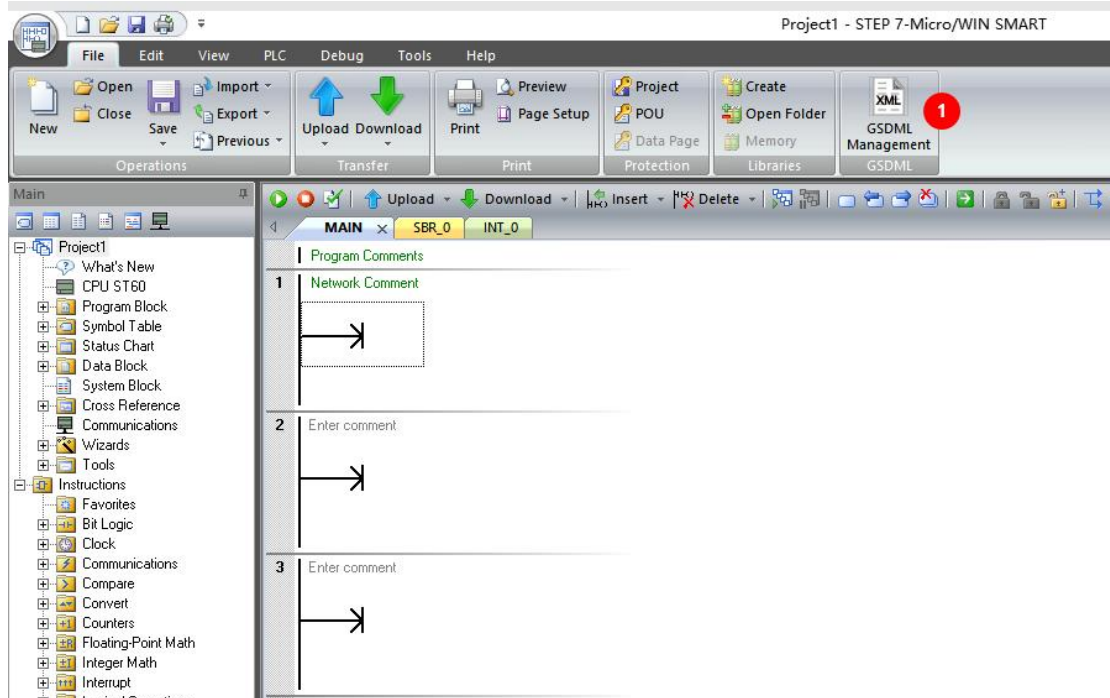 Project1 - STEP 7-Micro/WIN SMART
File Edit View PLC Debug Tools Help
New
Open
Close
Save
Import
Export
Previous
Operations
Upload Download
Transfer
Print
Preview
Page Setup
Print
Project
POU
Data Page
Protection
Create
Open Folder
Memory
Libraries
XML
GSDML
Management
GSDML
1
Main
Project1
What's New
CPU ST60
Program Block
Symbol Table
Status Chart
Data Block
System Block
Cross Reference
Communications
Wizards
Tools
Instructions
Favorites
Bit Logic
Clock
Communications
Compare
Convert
Counters
Floating-Point Math
Integer Math
Interrupt
Upload Download Insert Delete
MAIN SBR_0 INT_0
Program Comments
1 Network Comment
2 Enter comment
3 Enter comment